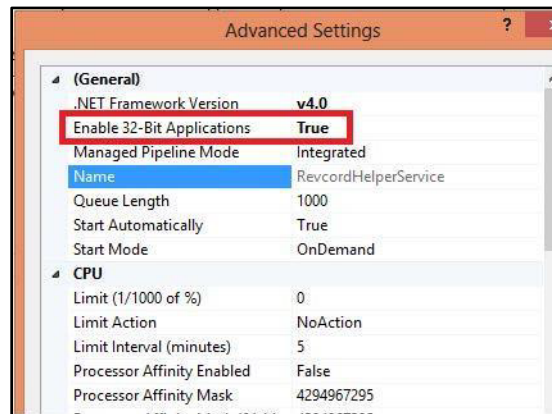 Advanced Settings
?
(General)
.NET Framework Version v4.0
Enable 32-Bit Applications True
Managed Pipeline Mode Integrated
Name RevcordHelperService
Queue Length 1000
Start Automatically True
Start Mode OnDemand
CPU
Limit (1/1000 of %) 0
Limit Action NoAction
Limit Interval (minutes) 5
Processor Affinity Enabled False
Processor Affinity Mask 4294967295